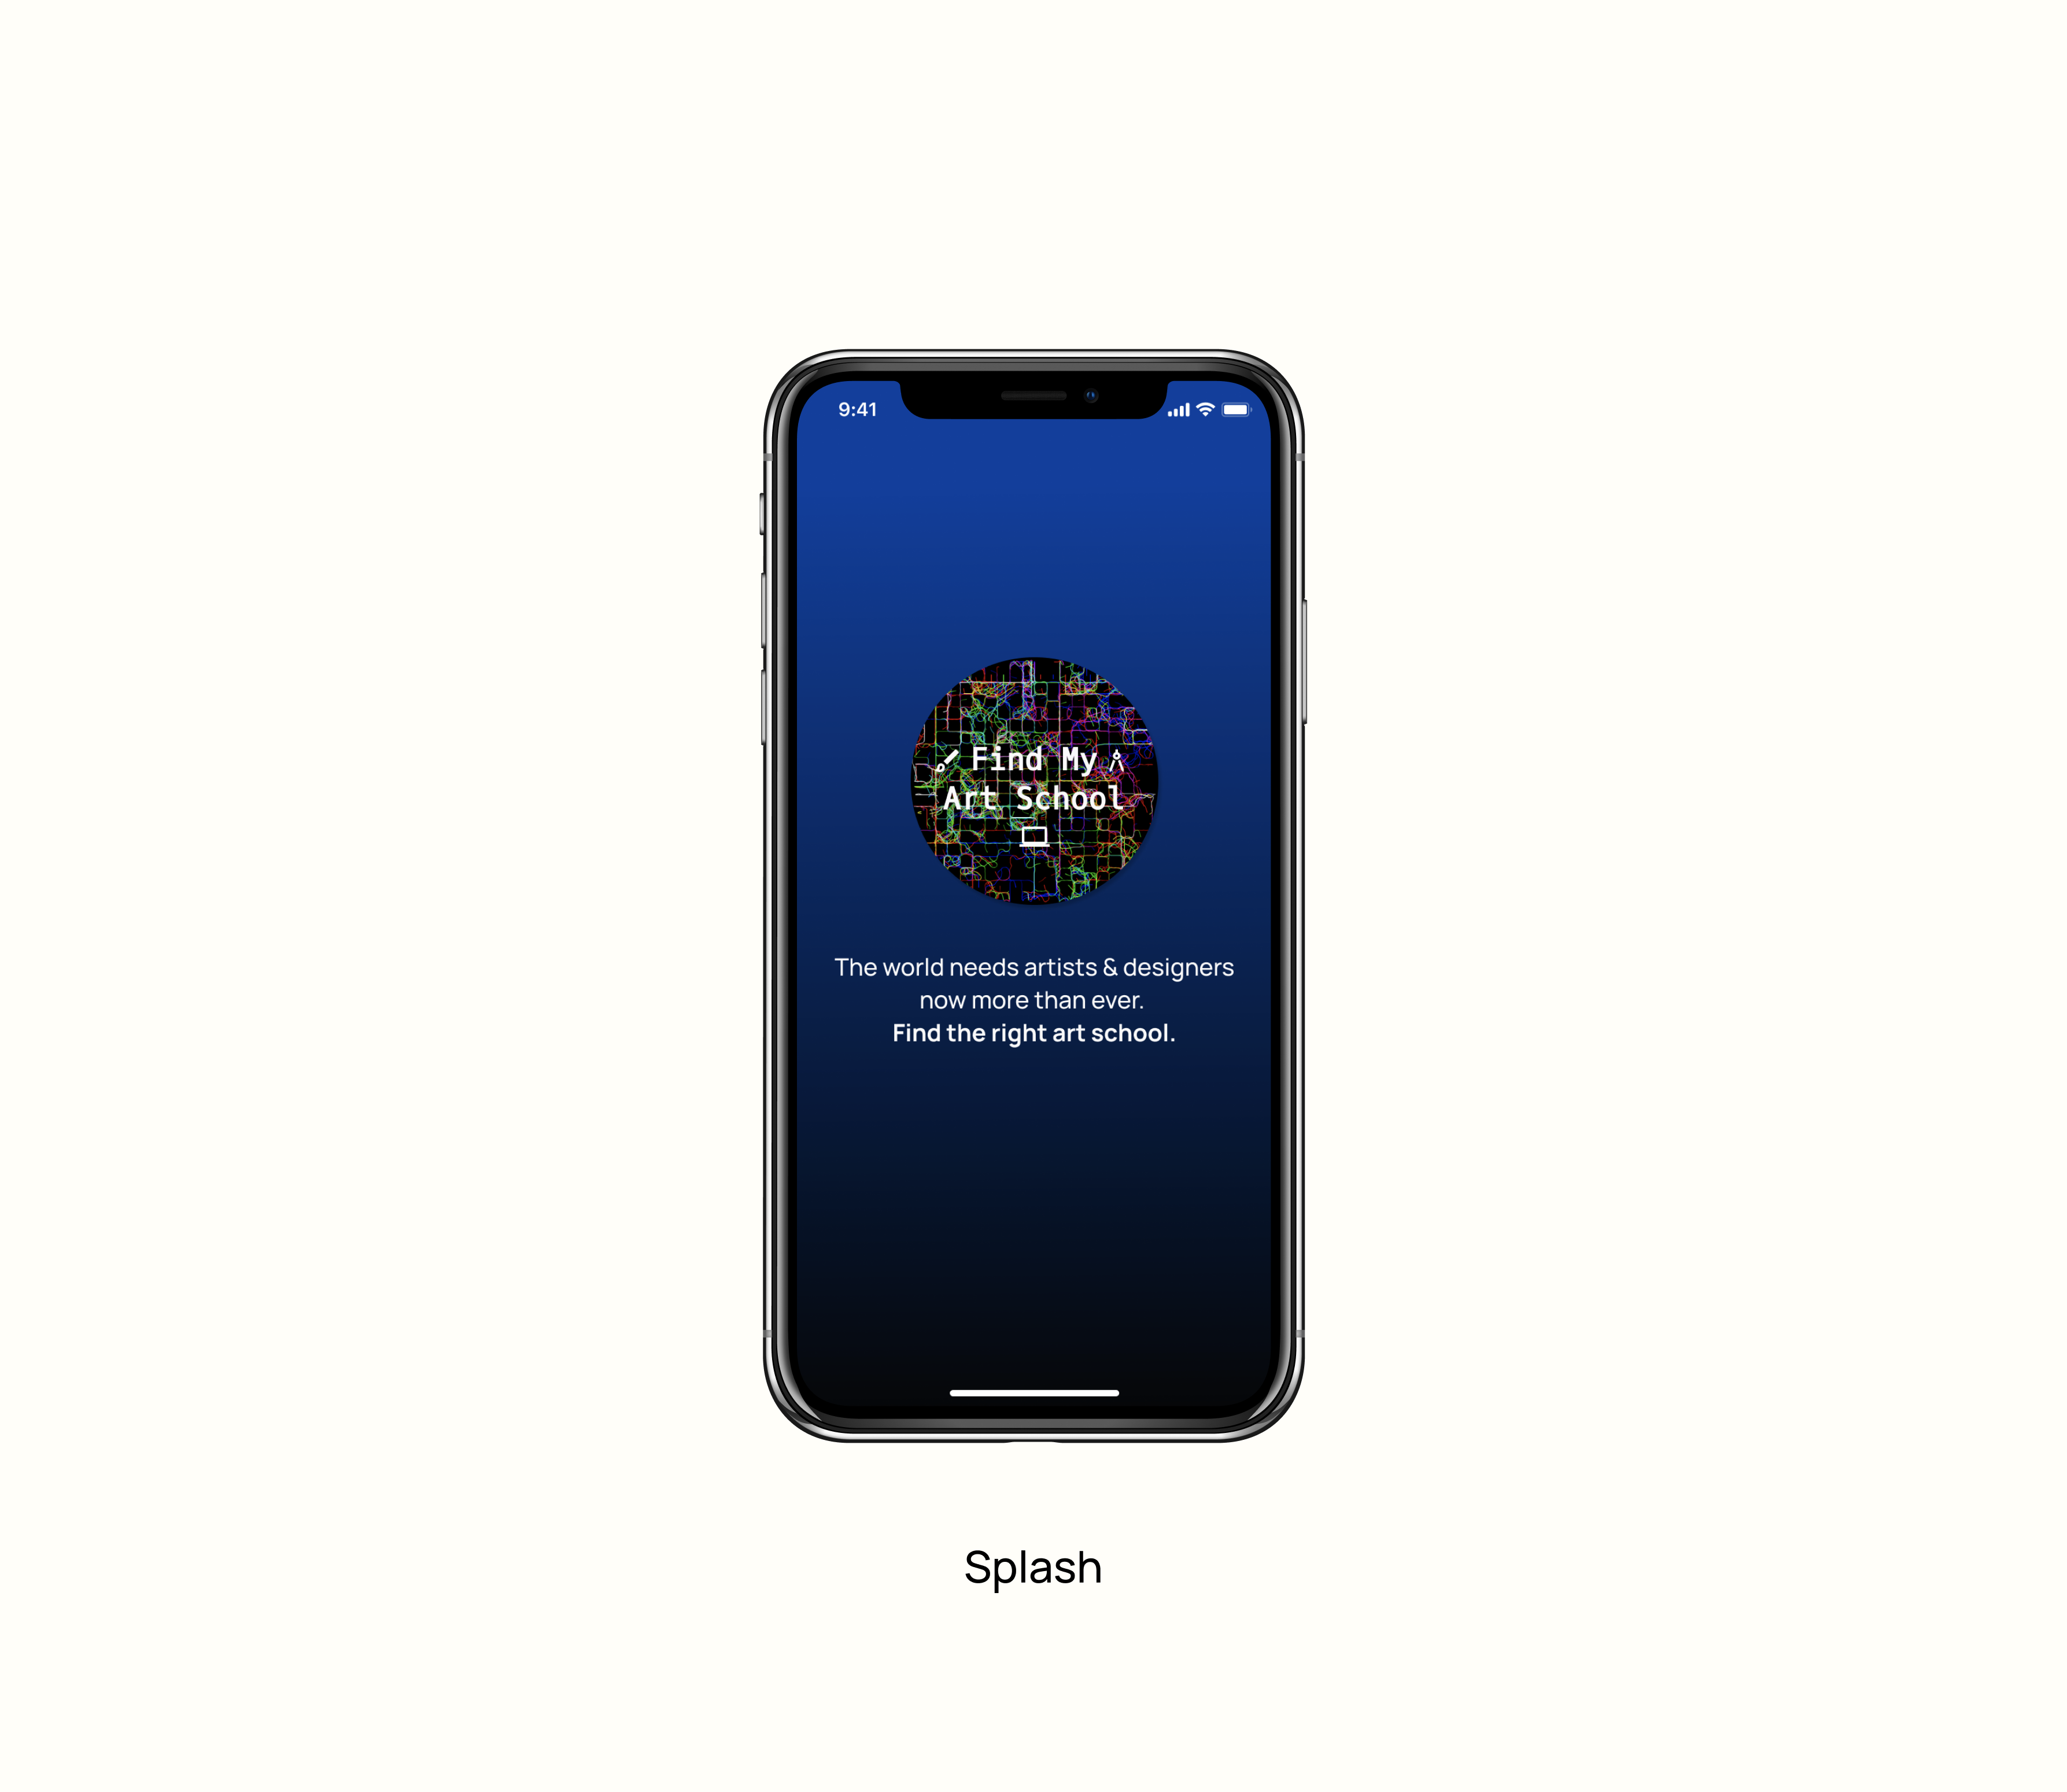 9:41
Find My
Art School
The world needs artists & designers
now more than ever.
Find the right art school.
Splash